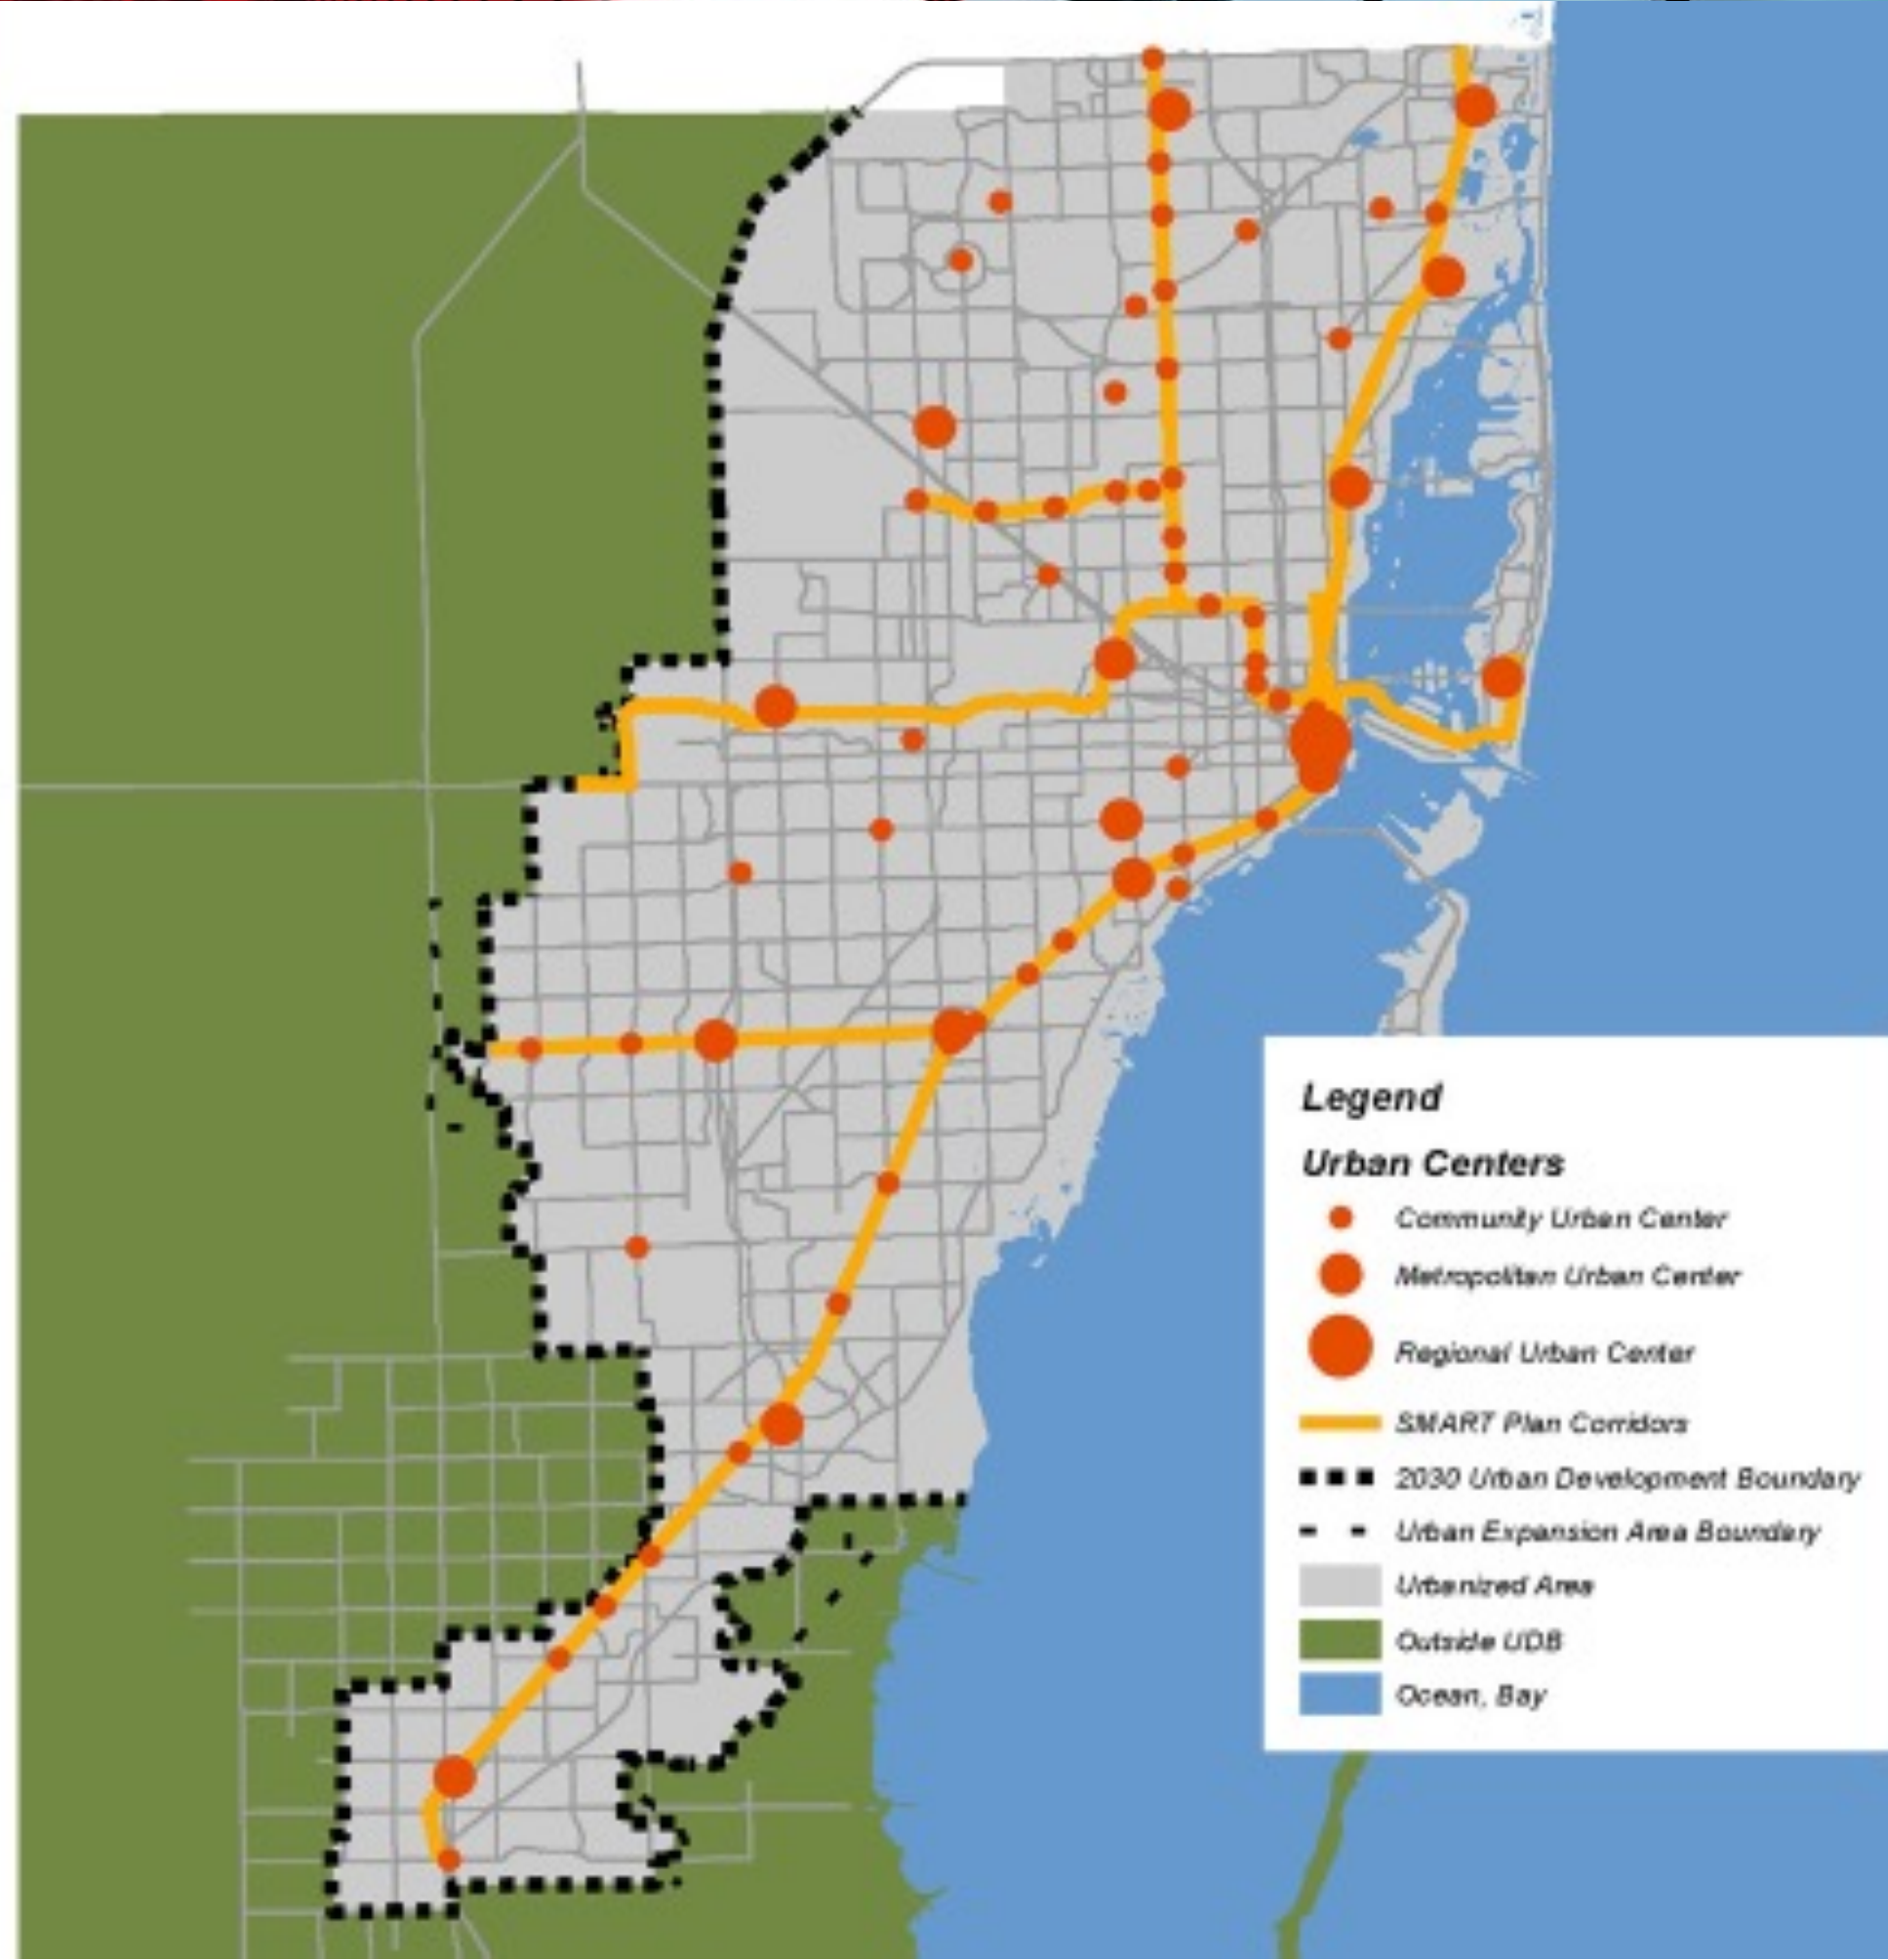 Legend
Urban Centers
Community Urban Center
Metropolitan Urban Center
Regional Urban Center
SMART Plan Corridors
2030 Urban Development Boundary
Urban Expansion Area Boundary
Urbanized Area
Outside UDB
Ocean, Bay